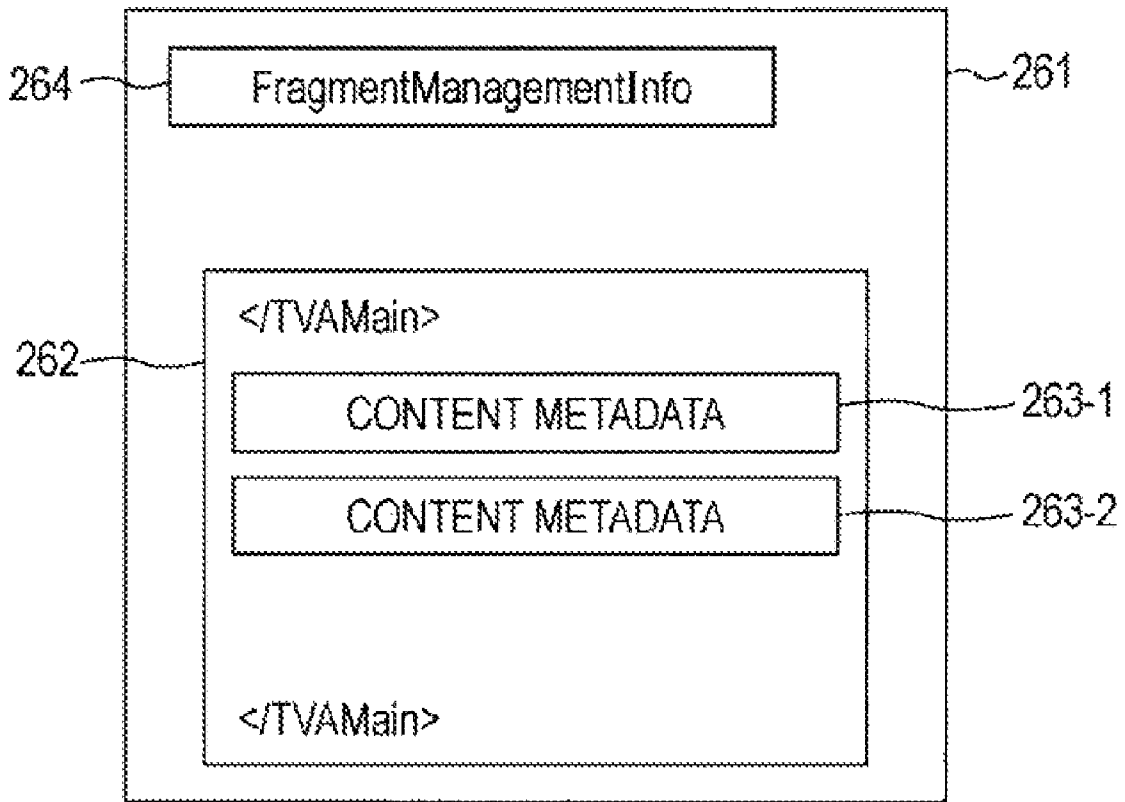 264
FragmentManagementInfo
261
</TVAMain>
262
CONTENT METADATA
263-1
CONTENT METADATA
263-2
</TVAMain>